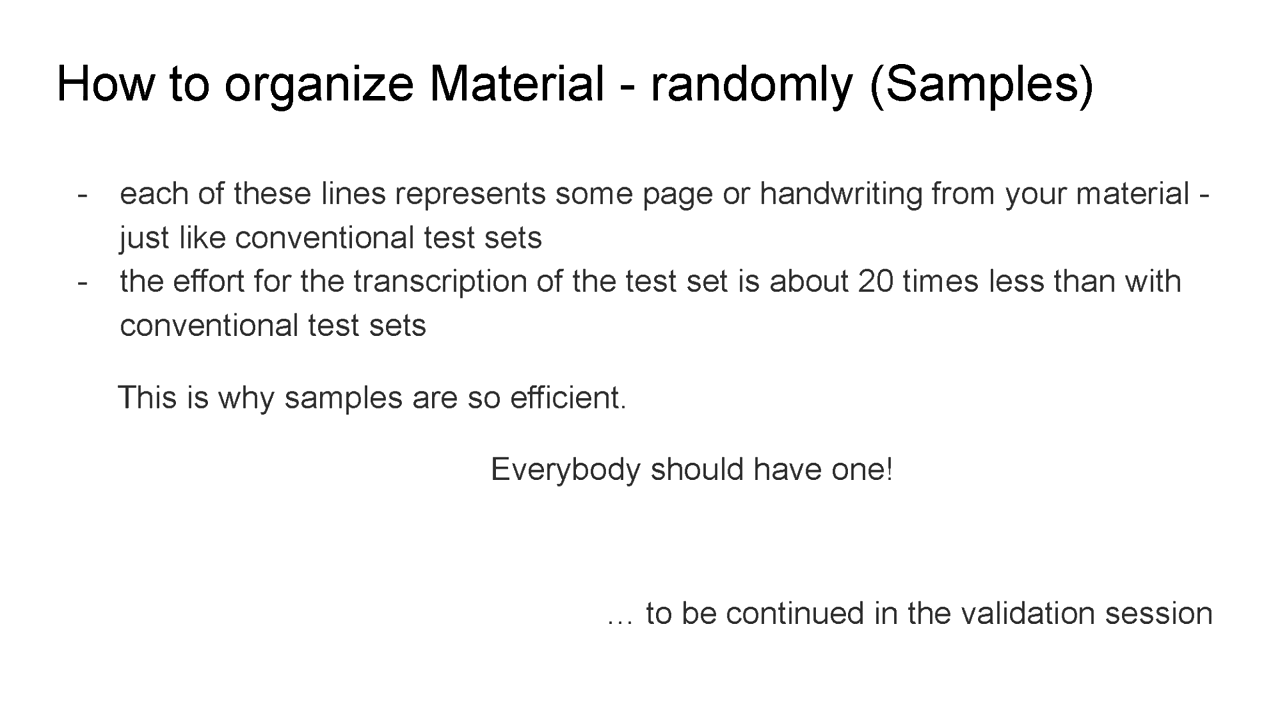 How to organize Material - randomly (Samples)
- each of these lines represents some page or handwriting from your material -
just like conventional test sets
- the effort for the transcription of the test set is about 20 times less than with
conventional test sets
This is why samples are so efficient.
Everybody should have one!
… to be continued in the validation session